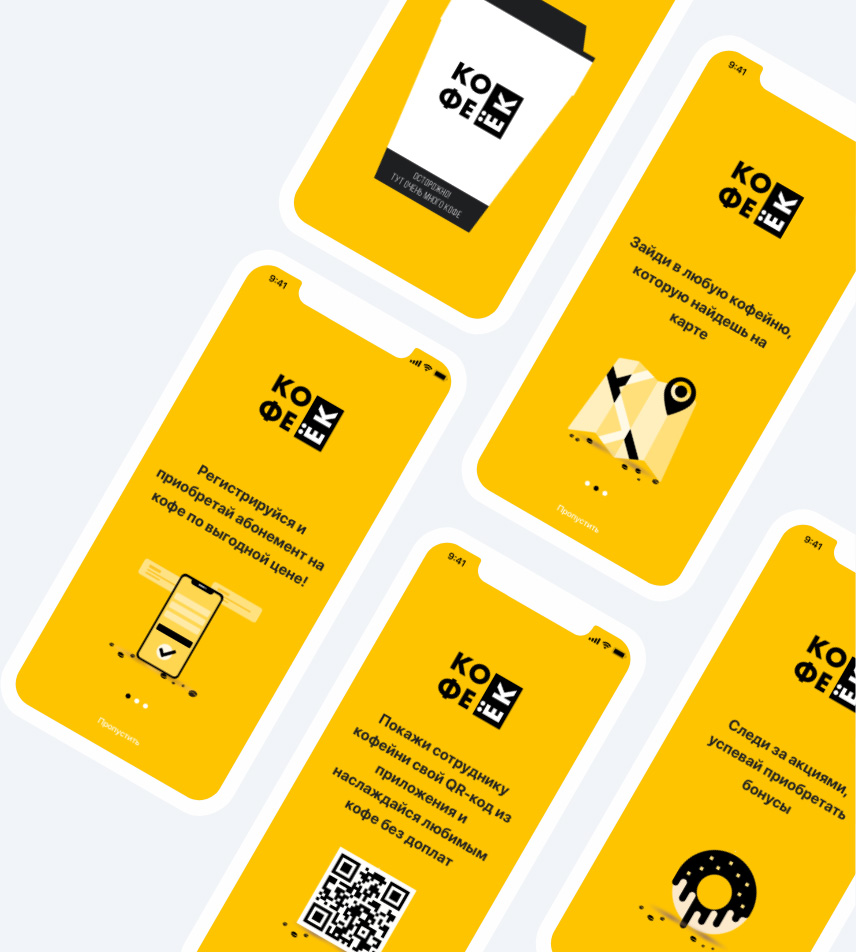 КО
ФЕ
ЁК
ОСТОРОЖНО!
ТУТ ОЧЕНЬ МНОГО КОФЕ
9:41
КО
ФЕ
ЁК
Зайди в любую кофейню,
которую найдешь на
карте
Пропустить
9:41
КО
ФЕ
ЁК
Регистрируйся и
приобретай абонемент на
кофе по выгодной цене!
Пропустить
9:41
КО
ФЕ
ЁК
Покажи сотруднику
кофейни свой QR-код из
приложения и
наслаждайся любимым
кофе без доплат
9:41
КО
ФЕ
Следи за акциями,
успевай приобретать
бонусы